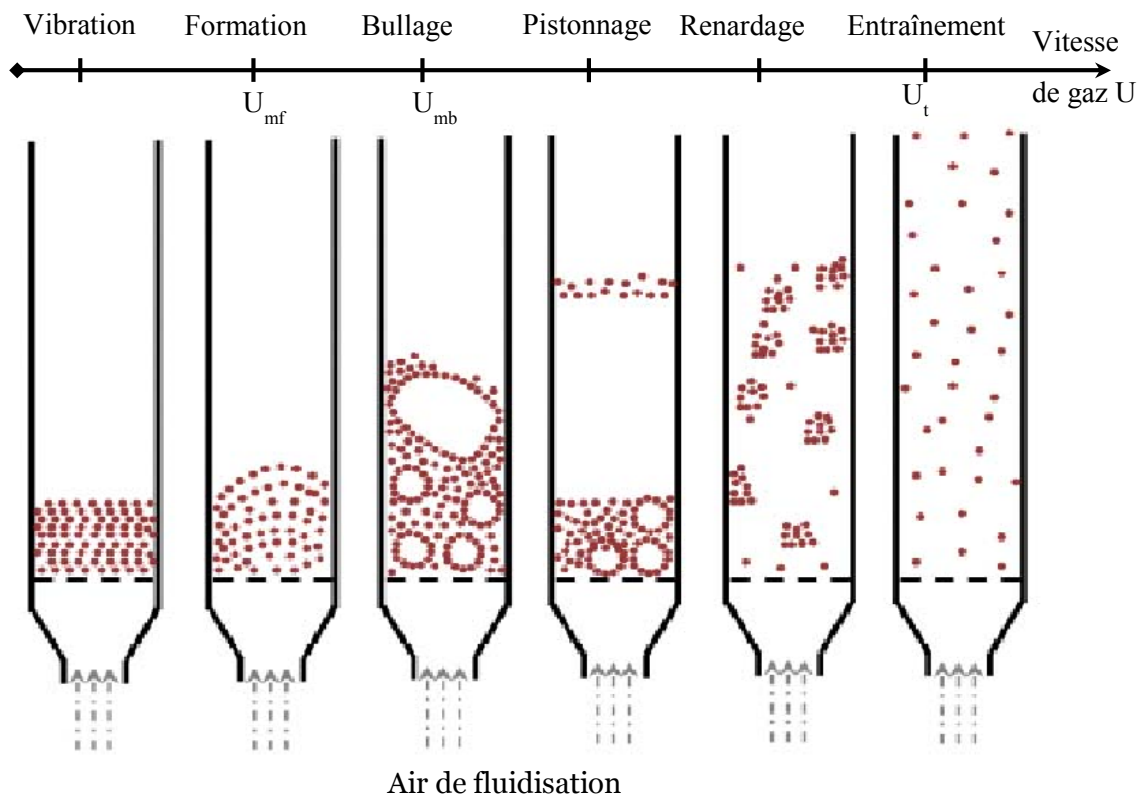 Vibration Formation Bullage Pistonnage Renardage Entraînement Vitesse
de gaz U
U_mf U_mb U_t
Air de fluidisation